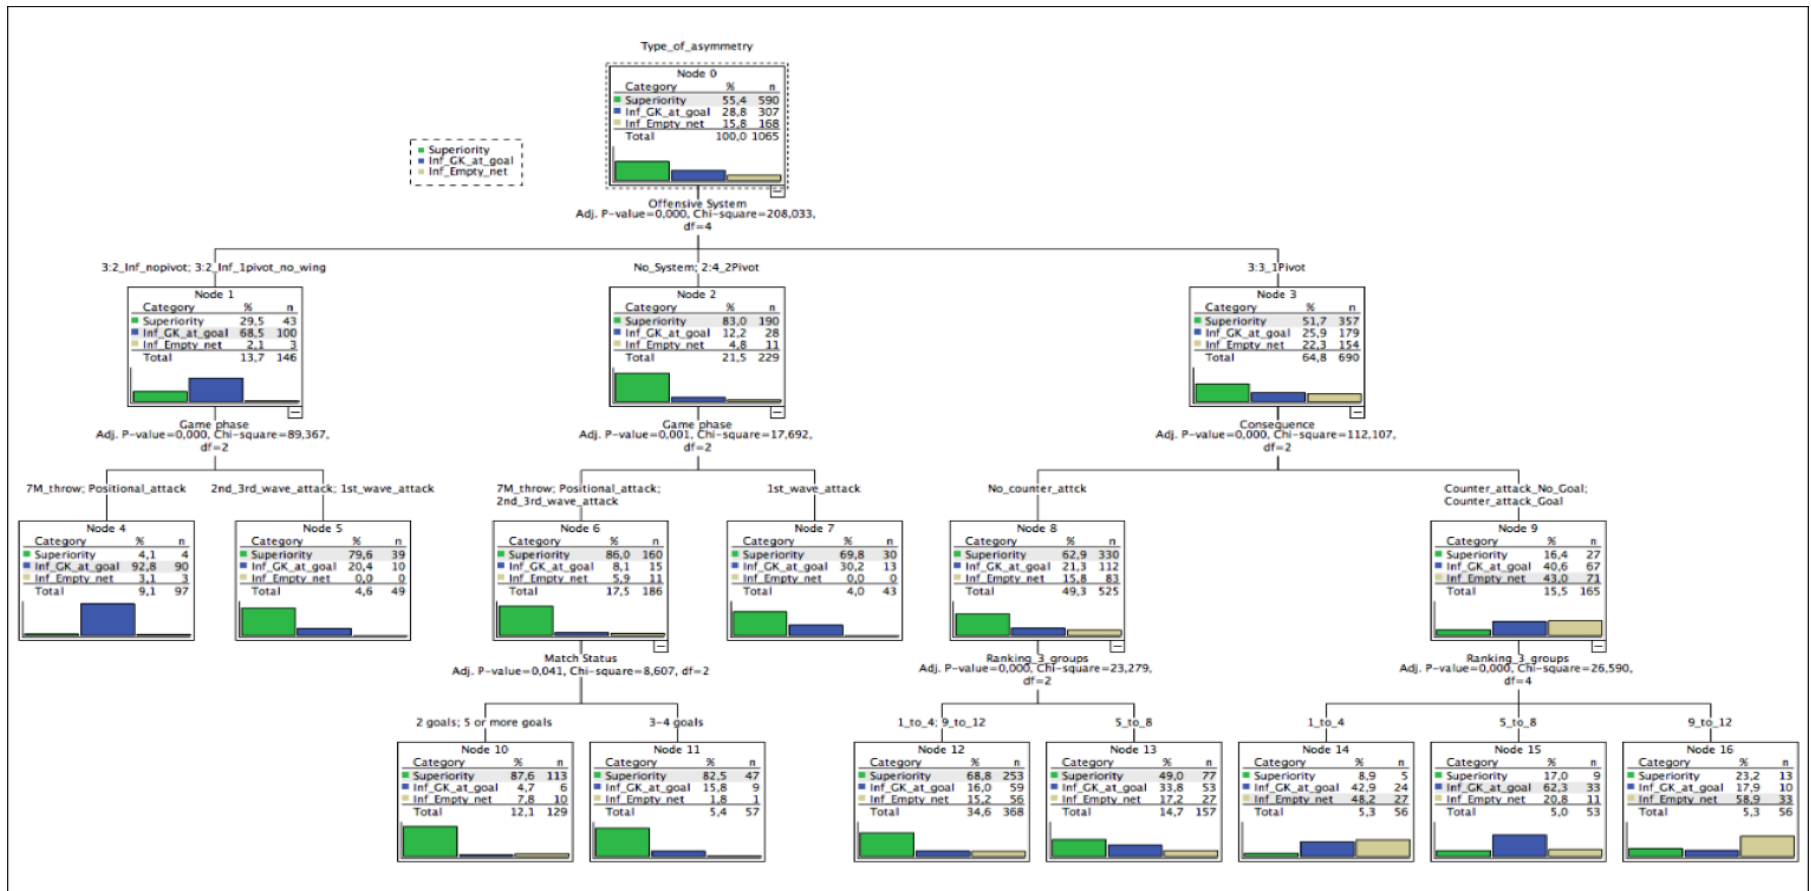 Type_of_asymmetry
Node 0
Category % n
Superiority 55,4 590
Inf_GK_at_goal 28,8 307
Inf_Empty_net 15,8 168
Total 100,0 1065
Superiority
Inf_GK_at_goal
Inf_Empty_net
Offensive System
Adj. P-value=0,000, Chi-square=208,033,
df=4
3:2_Inf_nopivot; 3:2_Inf_1pivot_no_wing
No_System; 2:4_2Pivot
3:3_1Pivot
Node 1
Category % n
Superiority 29,5 43
Inf_GK_at_goal 68,5 100
Inf_Empty_net 2,1 3
Total 13,7 146
Node 2
Category % n
Superiority 83,0 190
Inf_GK_at_goal 12,2 28
Inf_Empty_net 4,8 11
Total 21,5 229
Node 3
Category % n
Superiority 51,7 357
Inf_GK_at_goal 25,9 179
Inf_Empty_net 22,3 154
Total 64,8 690
Game phase
Adj. P-value=0,000, Chi-square=89,367,
df=2
Game phase
Adj. P-value=0,001, Chi-square=17,692,
df=2
Consequence
Adj. P-value=0,000, Chi-square=112,107,
df=2
7M_throw; Positional_attack
2nd_3rd_wave_attack; 1st_wave_attack
7M_throw; Positional_attack;
2nd_3rd_wave_attack
1st_wave_attack
No_counter_attck
Counter_attack_No_Goal;
Counter_attack_Goal
Node 4
Category % n
Superiority 4,1 4
Inf_GK_at_goal 92,8 90
Inf_Empty_net 3,1 3
Total 9,1 97
Node 5
Category % n
Superiority 79,6 39
Inf_GK_at_goal 20,4 10
Inf_Empty_net 0,0 0
Total 4,6 49
Node 6
Category % n
Superiority 86,0 160
Inf_GK_at_goal 8,1 15
Inf_Empty_net 5,9 11
Total 17,5 186
Node 7
Category % n
Superiority 69,8 30
Inf_GK_at_goal 30,2 13
Inf_Empty_net 0,0 0
Total 4,0 43
Node 8
Category % n
Superiority 62,9 330
Inf_GK_at_goal 21,3 112
Inf_Empty_net 15,8 83
Total 49,3 525
Node 9
Category % n
Superiority 16,4 27
Inf_GK_at_goal 40,6 67
Inf_Empty_net 43,0 71
Total 15,5 165
Match Status
Adj. P-value=0,041, Chi-square=8,607, df=2
Ranking_3_groups
Adj. P-value=0,000, Chi-square=23,279,
df=2
Ranking_3_groups
Adj. P-value=0,000, Chi-square=26,590,
df=4
2 goals; 5 or more goals
3-4 goals
1_to_4; 9_to_12
5_to_8
1_to_4
5_to_8
9_to_12
Node 10
Category % n
Superiority 87,6 113
Inf_GK_at_goal 4,7 6
Inf_Empty_net 7,8 10
Total 12,1 129
Node 11
Category % n
Superiority 82,5 47
Inf_GK_at_goal 15,8 9
Inf_Empty_net 1,8 1
Total 5,4 57
Node 12
Category % n
Superiority 68,8 253
Inf_GK_at_goal 16,0 59
Inf_Empty_net 15,2 56
Total 34,6 368
Node 13
Category % n
Superiority 49,0 77
Inf_GK_at_goal 33,8 53
Inf_Empty_net 17,2 27
Total 14,7 157
Node 14
Category % n
Superiority 8,9 5
Inf_GK_at_goal 42,9 24
Inf_Empty_net 48,2 27
Total 5,3 56
Node 15
Category % n
Superiority 17,0 9
Inf_GK_at_goal 62,3 33
Inf_Empty_net 20,8 11
Total 5,0 53
Node 16
Category % n
Superiority 23,2 13
Inf_GK_at_goal 17,9 10
Inf_Empty_net 58,9 33
Total 5,3 56